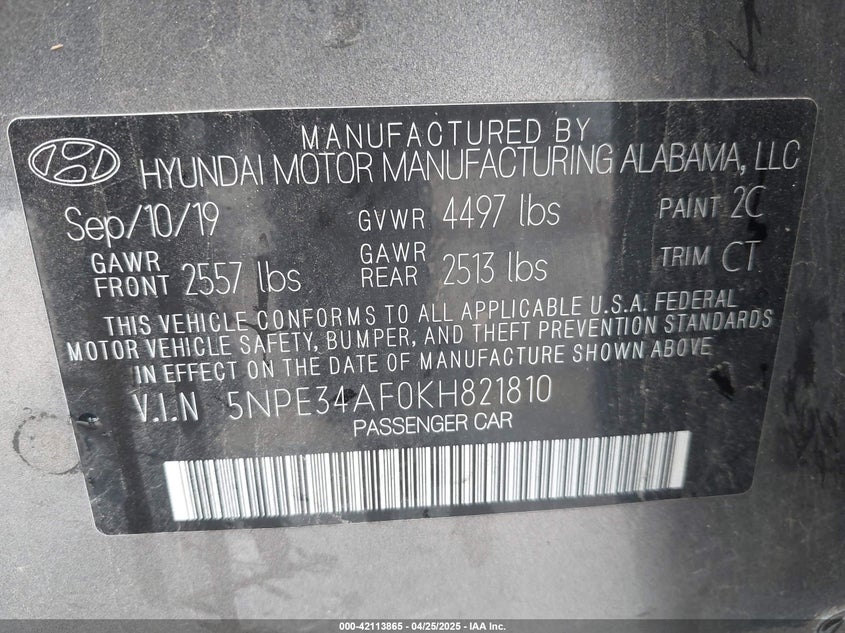 MANUFACTURED BY
HYUNDAI MOTOR MANUFACTURING ALABAMA, LLC
Sep/10/19 GVWR 4497 lbs PAINT 2C
GAWR FRONT 2557 lbs GAWR REAR 2513 lbs TRIM CT
THIS VEHICLE CONFORMS TO ALL APPLICABLE U.S.A. FEDERAL
MOTOR VEHICLE SAFETY, BUMPER, AND THEFT PREVENTION STANDARDS
IN EFFECT ON THE DATE OF MANUFACTURE SHOWN ABOVE
V.I.N 5NPE34AF0KH821810
PASSENGER CAR
000-42113865 - 04/25/2025 - IAA Inc.